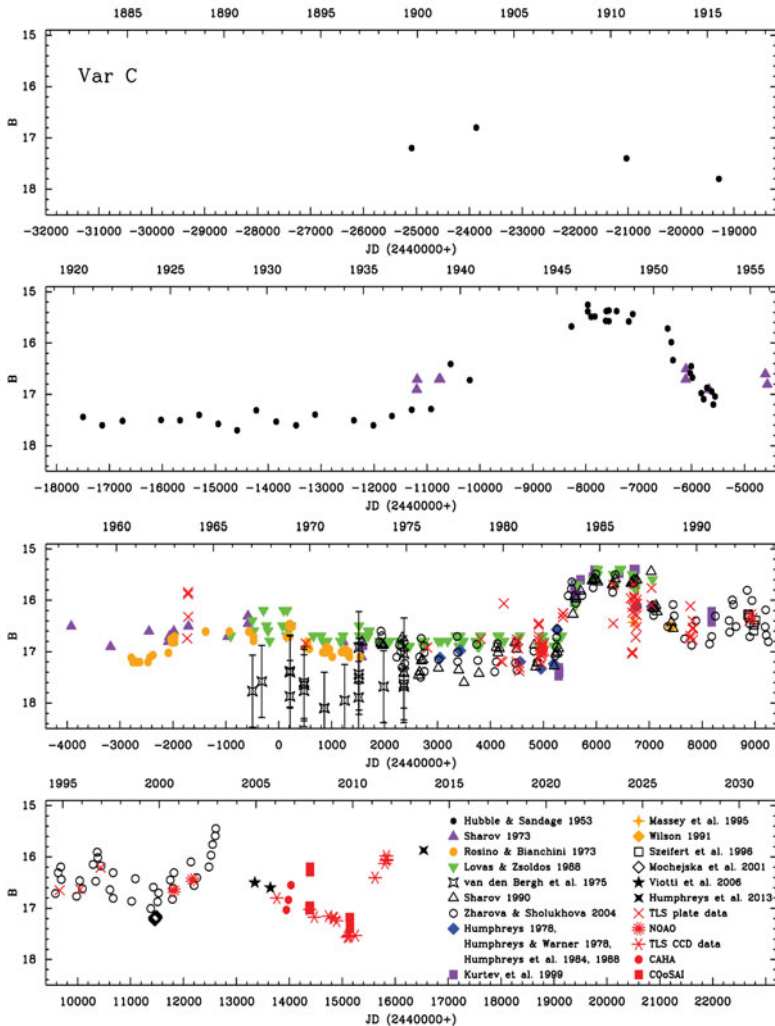 1885 1890 1895 1900 1905 1910 1915
15
Var C
16
B
17
18
-32000 -31000 -30000 -29000 -28000 -27000 -26000 -25000 -24000 -23000 -22000 -21000 -20000 -19000
JD (2440000+)
1920 1925 1930 1935 1940 1945 1950 1955
15
16
B
17
18
-18000 -17000 -16000 -15000 -14000 -13000 -12000 -11000 -10000 -9000 -8000 -7000 -6000 -5000
JD (2440000+)
1960 1965 1970 1975 1980 1985 1990
15
16
B
17
18
-4000 -3000 -2000 -1000 0 1000 2000 3000 4000 5000 6000 7000 8000 9000
JD (2440000+)
1995 2000 2005 2010 2015 2020 2025 2030
15
16
B
17
18
Hubble & Sandage 1953
Sharov 1973
Rosino & Bianchini 1973
Lovas & Zsoldos 1988
van den Bergh et al. 1975
Sharov 1990
Zharova & Sholukhova 2004
Humphreys 1978,
Humphreys & Warner 1978,
Humphreys et al. 1984, 1988
Kurtev et al. 1999
Massey et al. 1995
Wilson 1991
Szeifert et al. 1996
Mochejska et al. 2001
Viotti et al. 2006
Humphreys et al. 2013
TLS plate data
NOAO
TLS CCD data
CAHA
CQoSAI
10000 11000 12000 13000 14000 15000 16000 17000 18000 19000 20000 21000 22000
JD (2440000+)